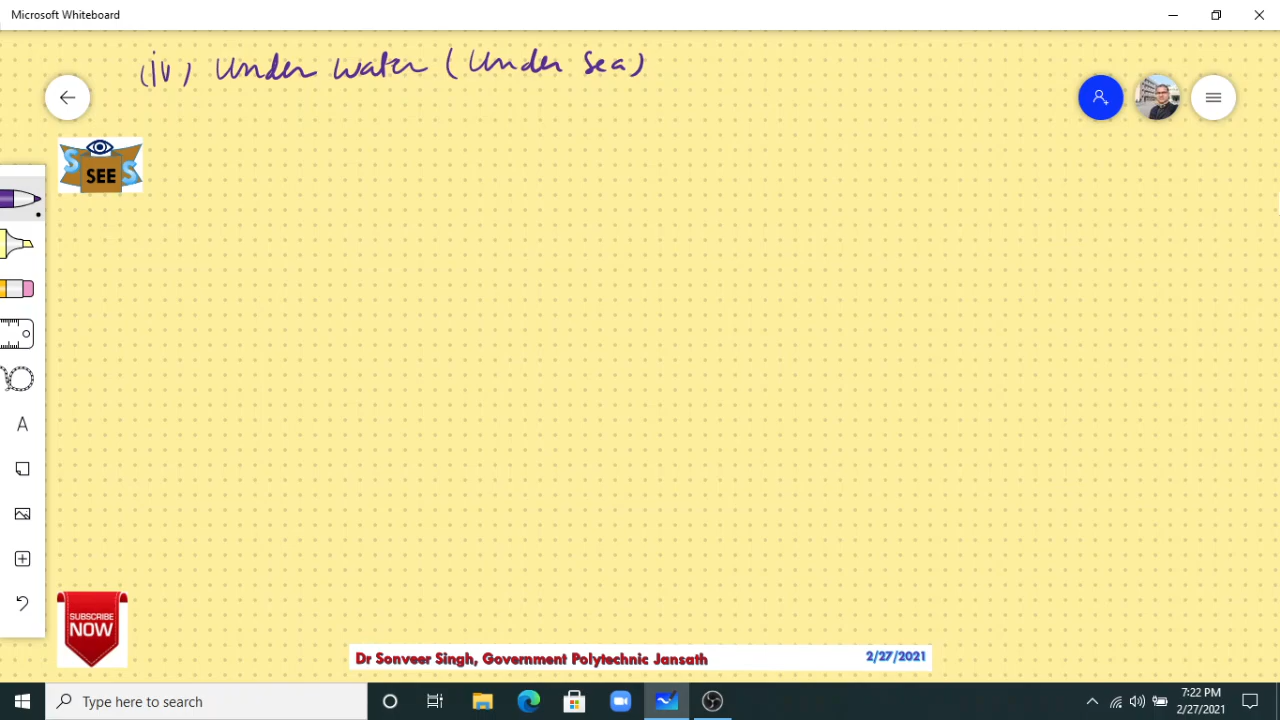 Microsoft Whiteboard
(iv) Under water (Under Sea)
S SEE S
A
SUBSCRIBE
NOW
Dr Sonveer Singh, Government Polytechnic Jansath 2/27/2021
Type here to search
7:22 PM
2/27/2021